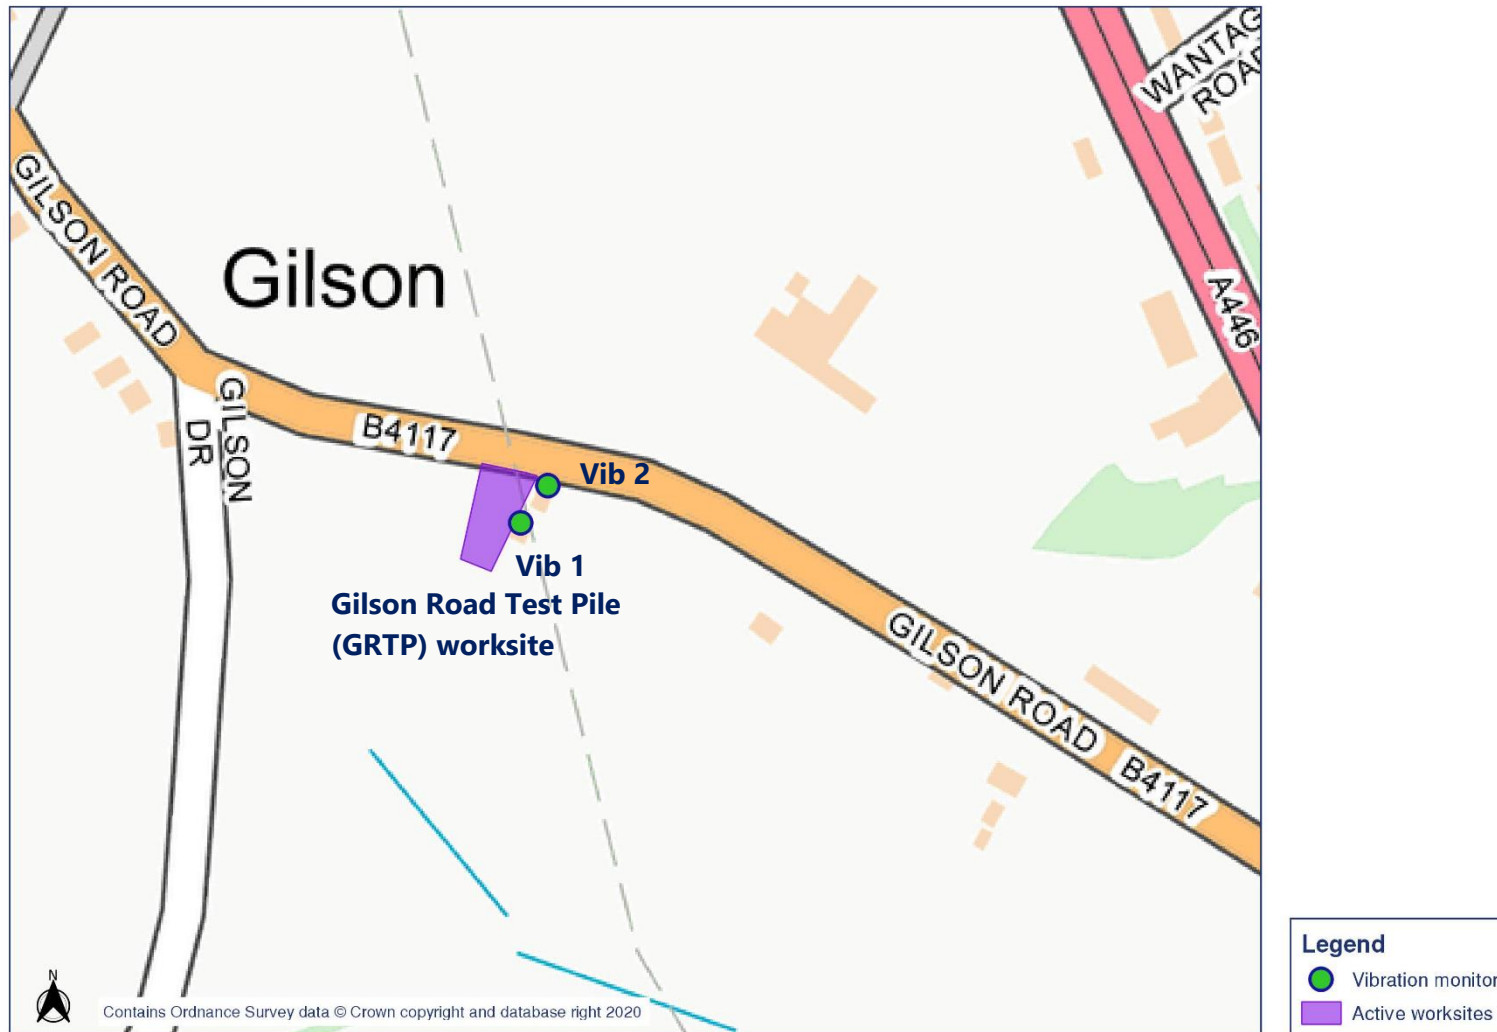 WANTAG
ROAD
GILSON ROAD
Gilson
A446
GILSON
DR
B4117
Vib 2
Vib 1
Gilson Road Test Pile
(GRTP) worksite
GILSON ROAD
B4117
N
Contains Ordnance Survey data © Crown copyright and database right 2020
Legend
Vibration monitor
Active worksites